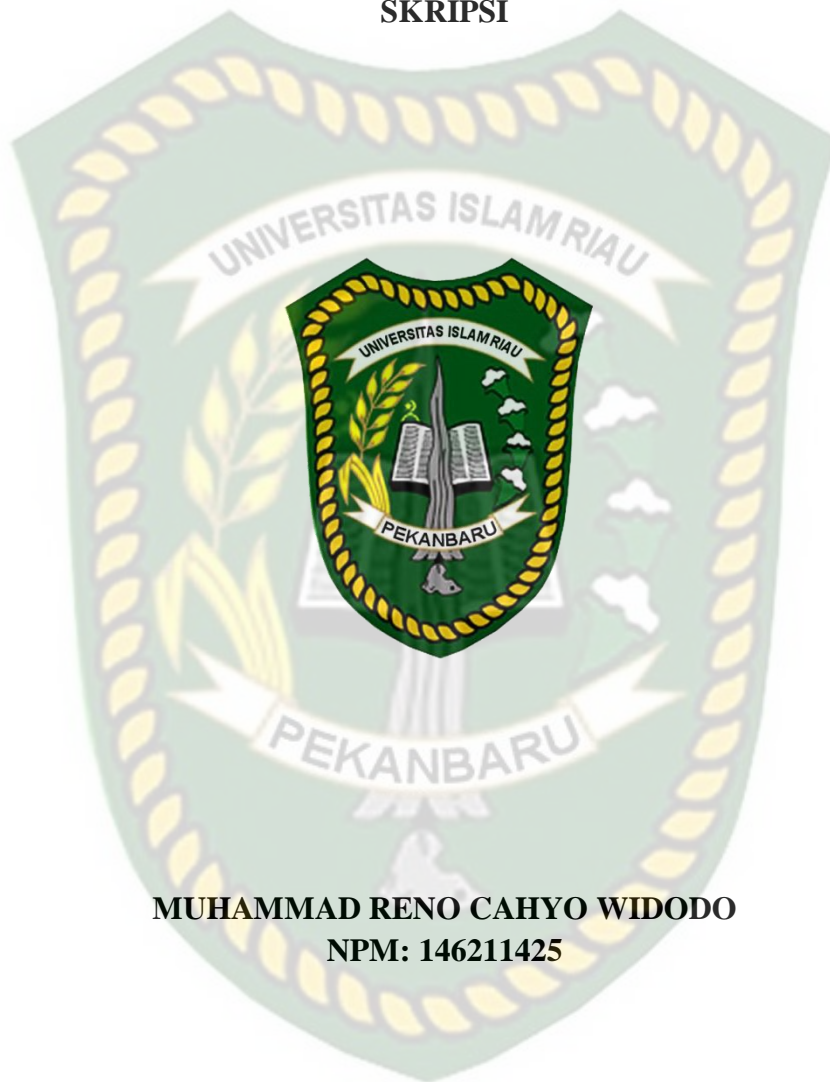 SKRIPSI
UNIVERSITAS ISLAM RIAU
UNIVERSITAS ISLAM RIAU
PEKANBARU
PEKANBARU
MUHAMMAD RENO CAHYO WIDODO
NPM: 146211425